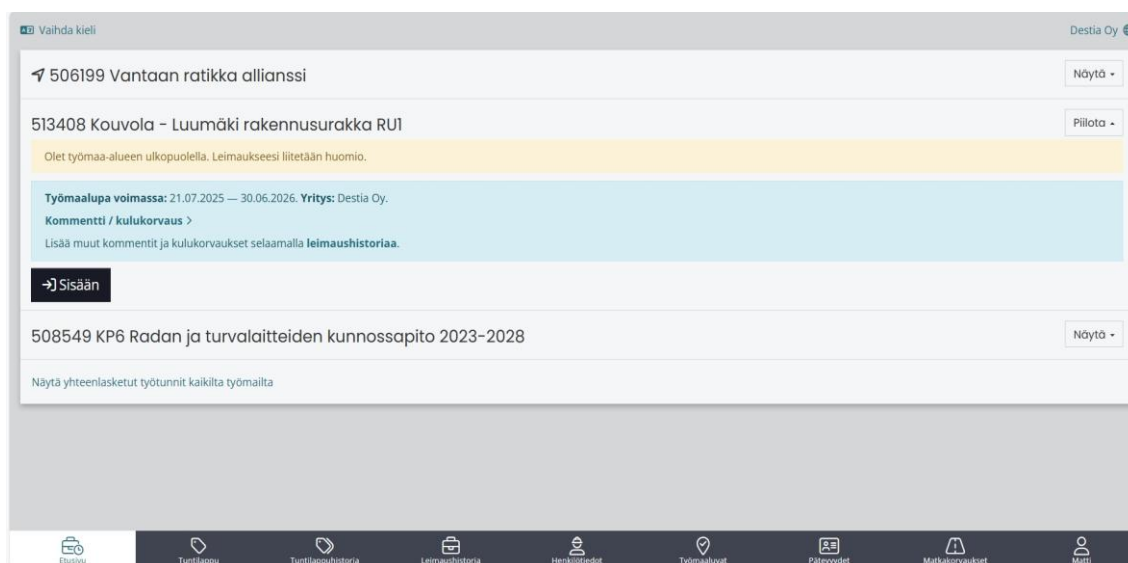 Vaihda kieli
Destia Oy
506199 Vantaan ratikka allianssi
Näytä
513408 Kouvola - Luumäki rakennusurakka RU1
Piilota
Olet työmaa-alueen ulkopuolella. Leimaukseesi liitetään huomio.
Työmaalupa voimassa: 21.07.2025 — 30.06.2026. Yritys: Destia Oy.
Kommentti / kulukorvaus >
Lisää muut kommentit ja kulukorvaukset selaamalla leimaushistoriaa.
Sisään
508549 KP6 Radan ja turvalaitteiden kunnossapito 2023-2028
Näytä
Näytä yhteenlasketut työtunnit kaikilta työmailta
Etusivu
Tuntilappu
Tuntilappuhistoria
Leimaushistoria
Henkilötiedot
Työmaaluvat
Pätevyydet
Matkakorvaukset
Matti